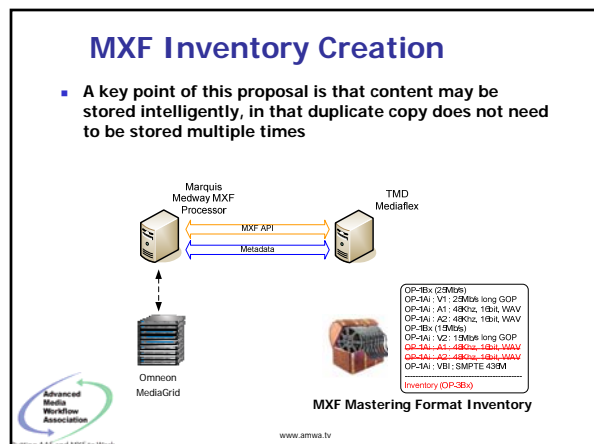 MXF Inventory Creation
A key point of this proposal is that content may be
stored intelligently, in that duplicate copy does not need
to be stored multiple times
Marquis
Medway MXF
Processor
TMD
Mediaflex
MXF API
Metadata
Omneon
MediaGrid
OP-1Bx (25Mb/s)
OP-1Ai ; V1 ; 25Mb/s long GOP
OP-1Ai ; A1 ; 48Khz, 16bit, WAV
OP-1Ai ; A2 ; 48Khz, 16bit, WAV
OP-1Bx (15Mb/s)
OP-1Ai ; V2 ; 15Mb/s long GOP
OP-1Ai ; A1 ; 48Khz, 16bit, WAV
OP-1Ai ; A2 ; 48Khz, 16bit, WAV
OP-1Ai ; VBI ; SMPTE 436M
Inventory (OP-3Bx)
MXF Mastering Format Inventory
Advanced
Media
Workflow
Association
www.amwa.tv